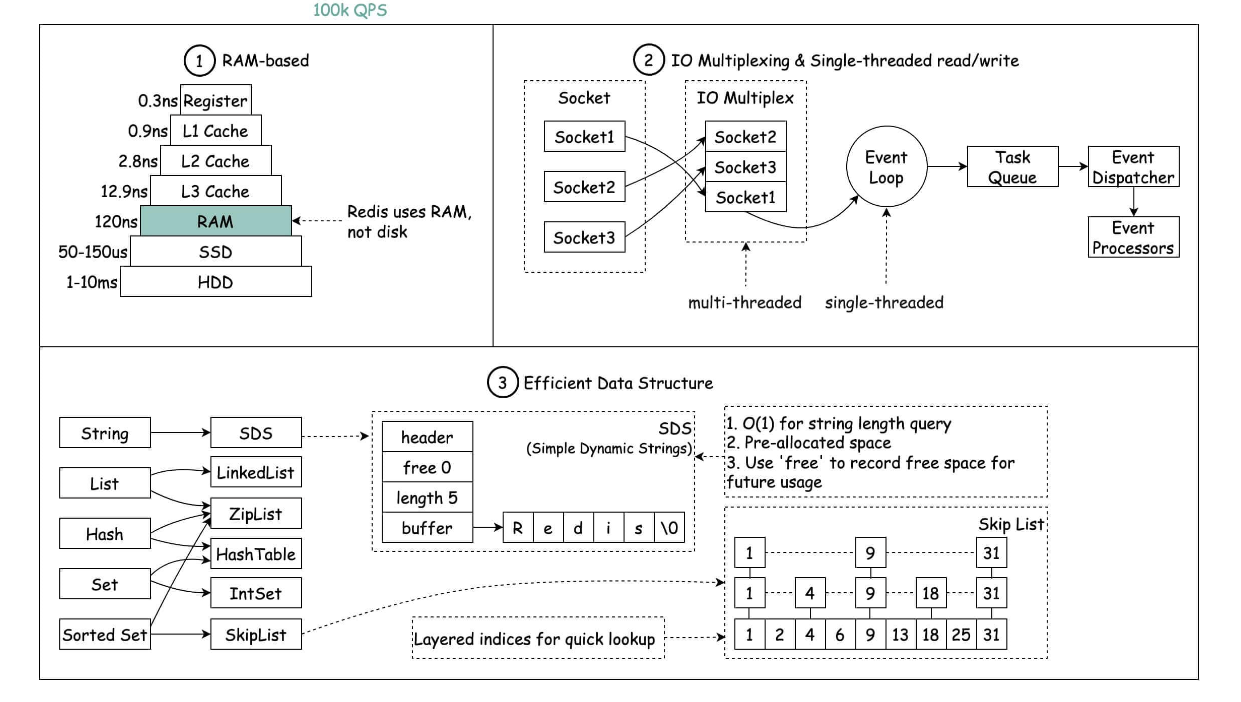 100k QPS
1 RAM-based
0.3ns Register
0.9ns L1 Cache
2.8ns L2 Cache
12.9ns L3 Cache
120ns RAM
50-150us SSD
1-10ms HDD
Redis uses RAM,
not disk
2 IO Multiplexing & Single-threaded read/write
Socket
Socket1
Socket2
Socket3
IO Multiplex
Socket2
Socket3
Socket1
multi-threaded
Event
Loop
single-threaded
Task
Queue
Event
Dispatcher
Event
Processors
3 Efficient Data Structure
String
List
Hash
Set
Sorted Set
SDS
LinkedList
ZipList
HashTable
IntSet
SkipList
SDS
(Simple Dynamic Strings)
header
free 0
length 5
buffer
R e d i s \0
1. O(1) for string length query
2. Pre-allocated space
3. Use 'free' to record free space for
future usage
Layered indices for quick lookup
Skip List
1 9 31
1 4 9 18 31
1 2 4 6 9 13 18 25 31